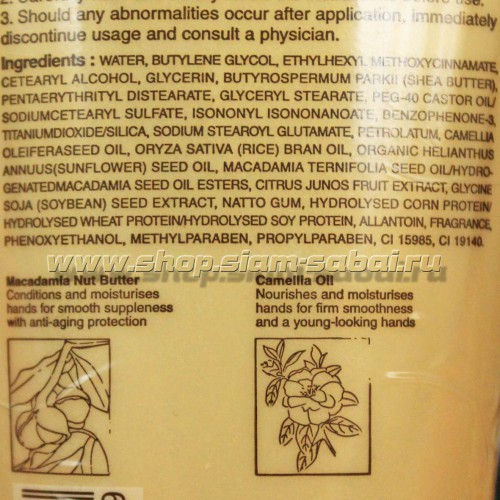 3. Should any abnormalities occur after application, immediately
discontinue usage and consult a physician.
Ingredients : WATER, BUTYLENE GLYCOL, ETHYLHEXYL METHOXYCINNAMATE,
CETEARYL ALCOHOL, GLYCERIN, BUTYROSPERMUM PARKII (SHEA BUTTER),
PENTAERYTHRITYL DISTEARATE, GLYCERYL STEARATE, PEG-40 CASTOR OIL/
SODIUMCETEARYL SULFATE, ISONONYL ISONONANOATE, BENZOPHENONE-3,
TITANIUMDIOXIDE/SILICA, SODIUM STEAROYL GLUTAMATE, PETROLATUM, CAMELLIA
OLEIFERASEED OIL, ORYZA SATIVA (RICE) BRAN OIL, ORGANIC HELIANTHUS
ANNUUS(SUNFLOWER) SEED OIL, MACADAMIA TERNIFOLIA SEED OIL/HYDRO-
GENATEDMACADAMIA SEED OIL ESTERS, CITRUS JUNOS FRUIT EXTRACT, GLYCINE
SOJA (SOYBEAN) SEED EXTRACT, NATTO GUM, HYDROLYSED CORN PROTEIN/
HYDROLYSED WHEAT PROTEIN/HYDROLYSED SOY PROTEIN, ALLANTOIN, FRAGRANCE,
PHENOXYETHANOL, METHYLPARABEN, PROPYLPARABEN, CI 15985, CI 19140.
www.shop.siam-sabai.ru
Macadamia Nut Butter
Conditions and moisturises
hands for smooth suppleness
with anti-aging protection
Camellia Oil
Nourishes and moisturises
hands for firm smoothness
and a young-looking hands